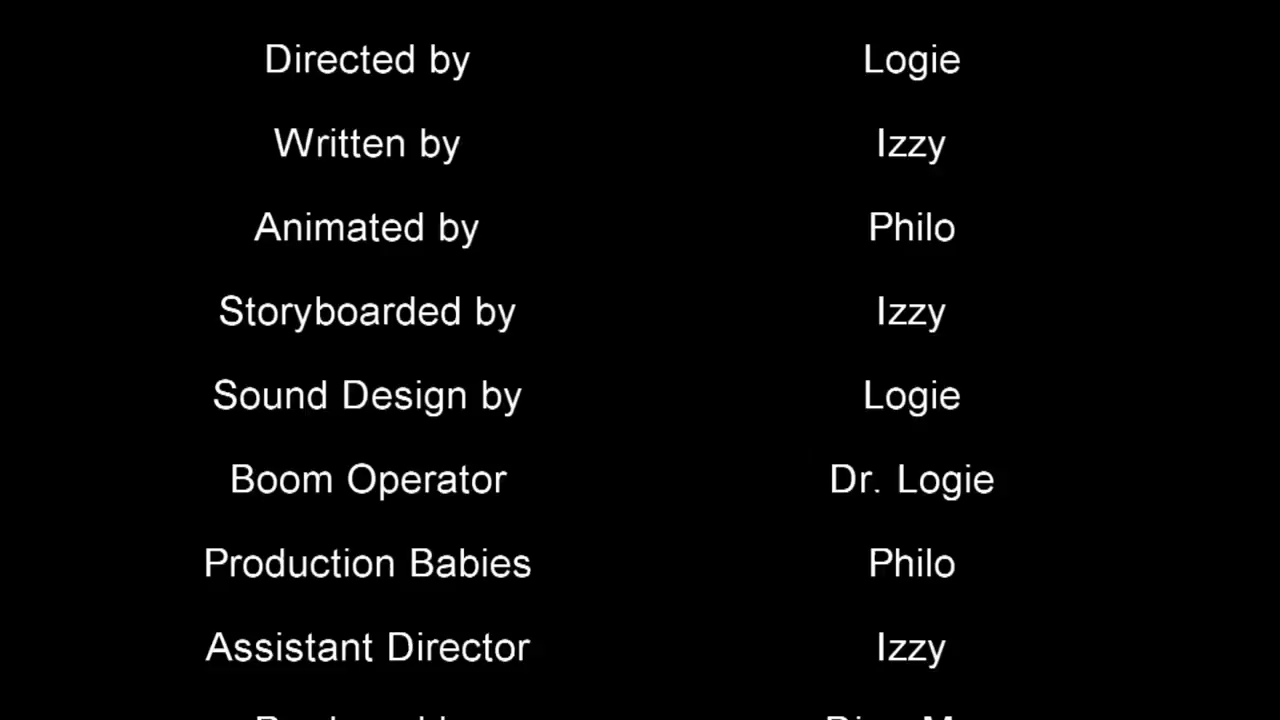 Directed by Logie
Written by Izzy
Animated by Philo
Storyboarded by Izzy
Sound Design by Logie
Boom Operator Dr. Logie
Production Babies Philo
Assistant Director Izzy